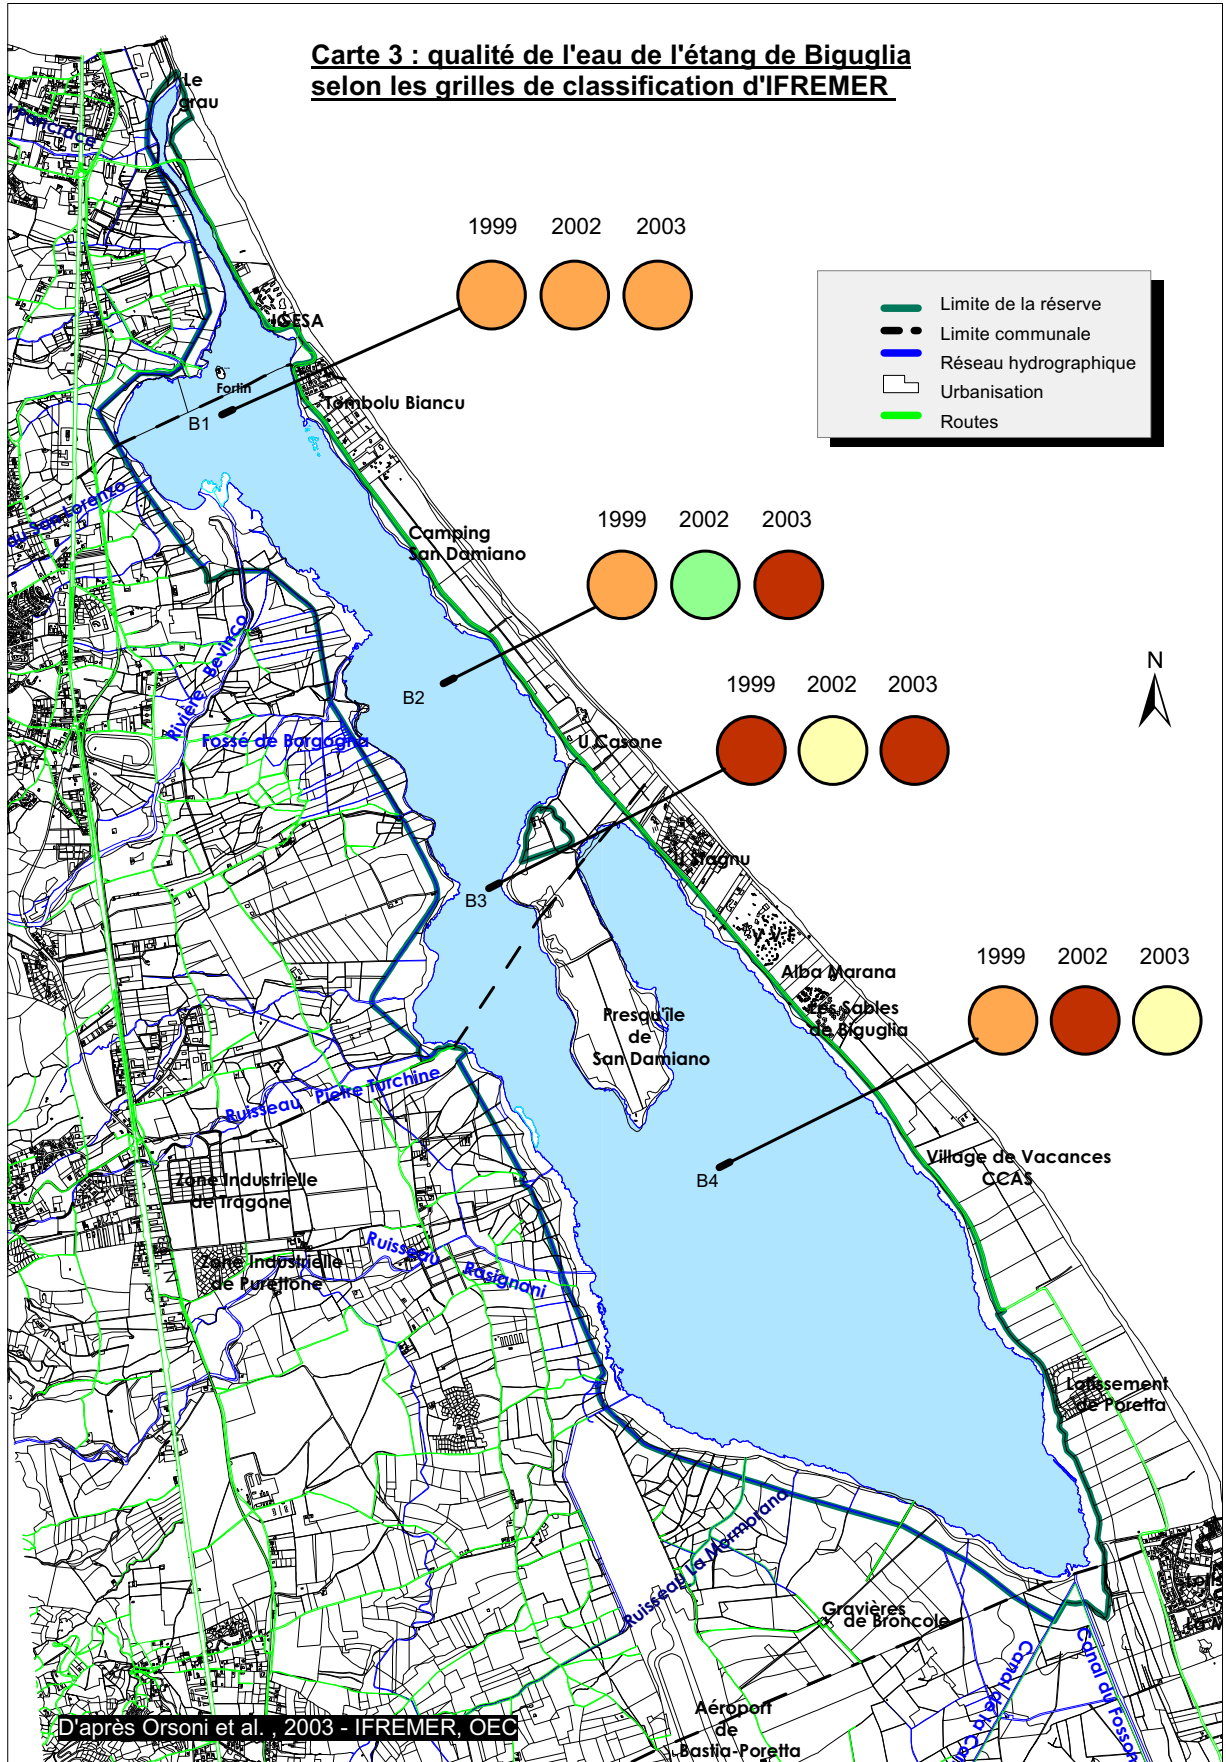 Carte 3 : qualité de l'eau de l'étang de Biguglia
selon les grilles de classification d'IFREMER
Le
grau
Pancrace
1999 2002 2003
IGESA
Fortin
Tombolu Biancu
B1
Limite de la réserve
Limite communale
Réseau hydrographique
Urbanisation
Routes
San Lorenzo
Camping
San Damiano
1999 2002 2003
Rivière Bevinco
B2
N
1999 2002 2003
Fossé de Borgogna
U Casone
U Stagnu
B3
V.V.F
Alba Marana
Les Sables
de Biguglia
1999 2002 2003
Presqu'île
de
San Damiano
Ruisseau Pietre Turchine
Village de Vacances
CCAS
B4
Zone Industrielle
de Tragone
Ruisseau Rasignani
Zone Industrielle
de Purettone
Lotissement
de Poretta
Ruisseau La Mormorana
Gravières
de Broncole
Canal du Fossone
Aéroport
de
Bastia-Poretta
D'après Orsoni et al. , 2003 - IFREMER, OEC